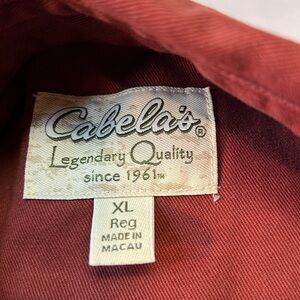 Cabela's®
Legendary Quality
since 1961™
XL
Reg
MADE IN
MACAU